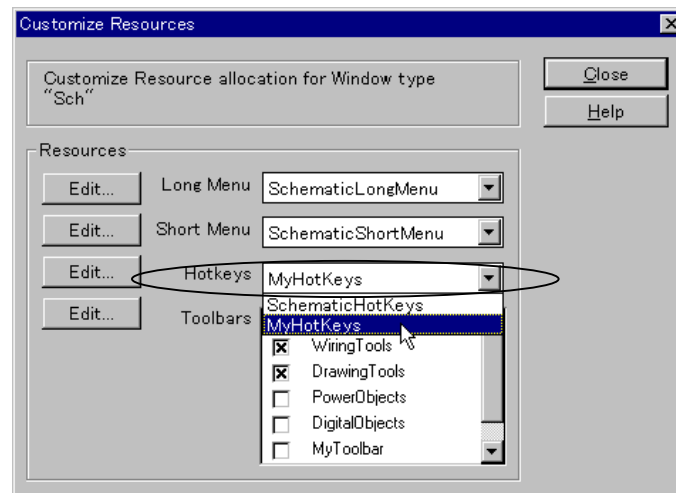 Customize Resources
Customize Resource allocation for Window type
"Sch"
Close
Help
Resources
Edit... Long Menu SchematicLongMenu
Edit... Short Menu SchematicShortMenu
Edit... Hotkeys MyHotKeys
SchematicHotKeys
Edit... Toolbars MyHotKeys
WiringTools
DrawingTools
PowerObjects
DigitalObjects
MyToolbar